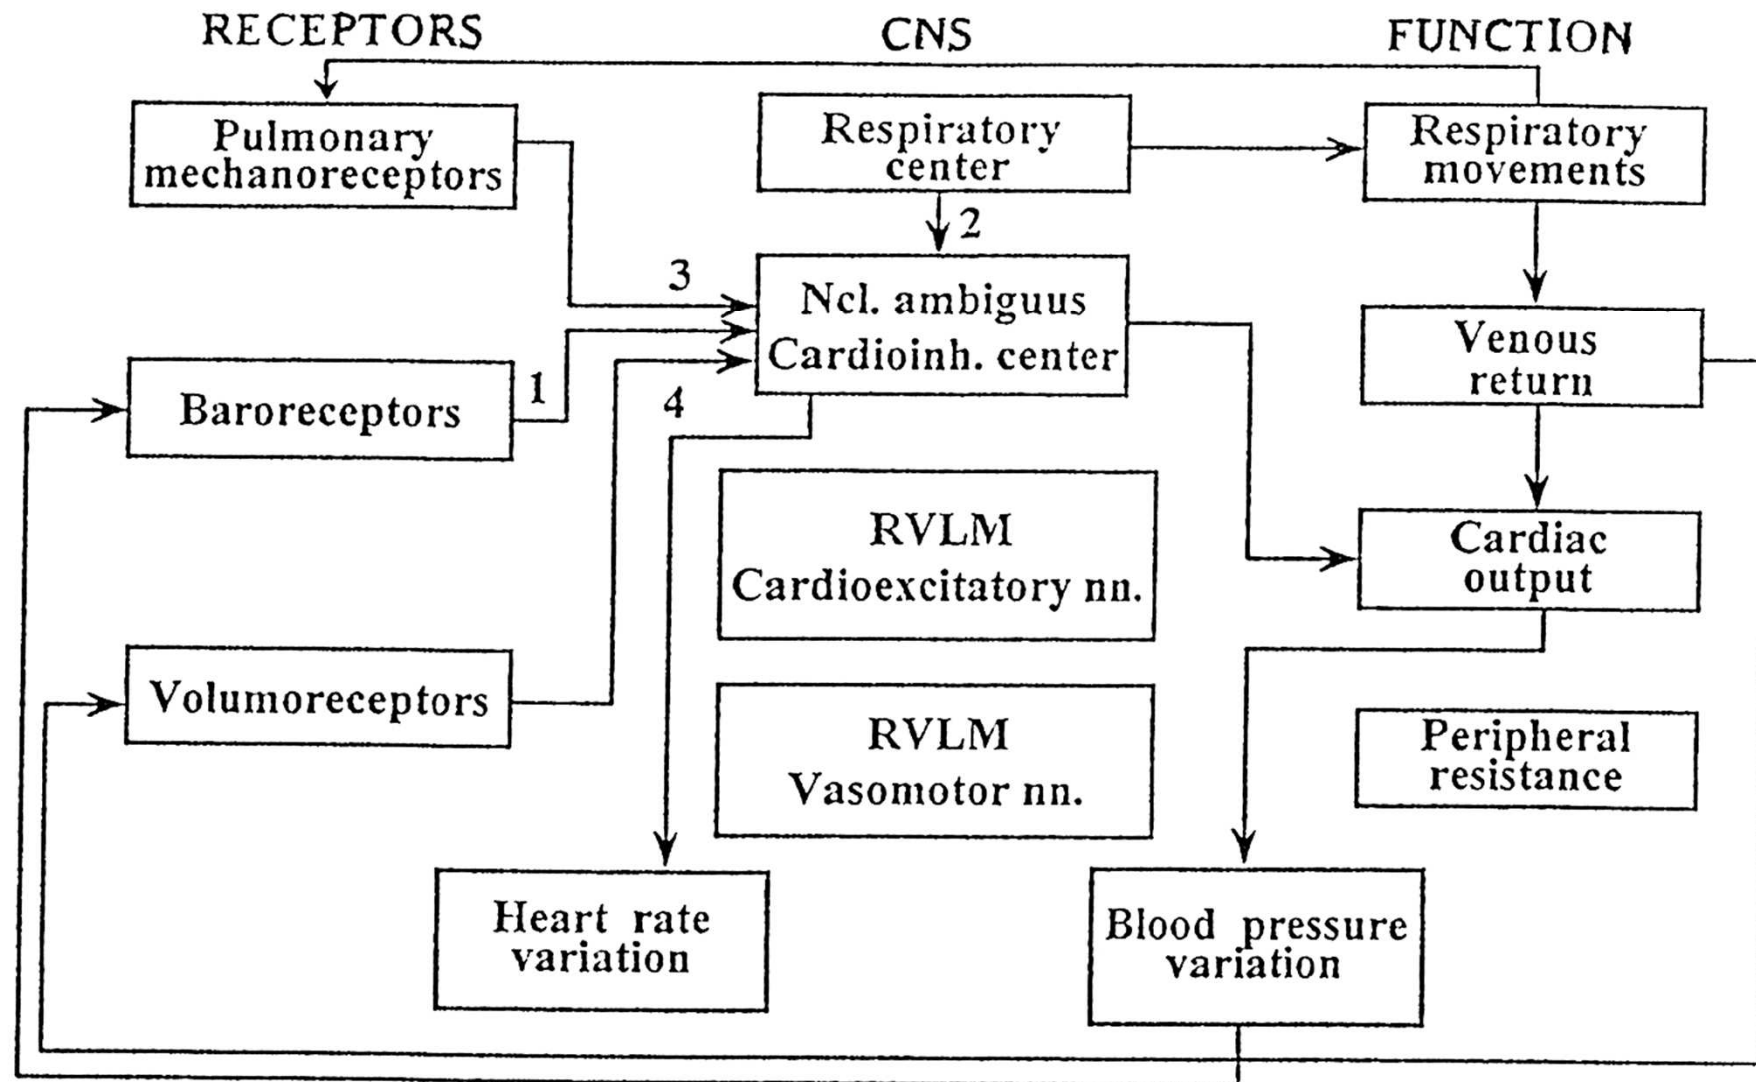 RECEPTORS
CNS
FUNCTION
Pulmonary
mechanoreceptors
Respiratory
center
Respiratory
movements
2
3
Ncl. ambiguus
Cardioinh. center
Venous
return
1
Baroreceptors
4
RVLM
Cardioexcitatory nn.
Cardiac
output
Volumoreceptors
RVLM
Vasomotor nn.
Peripheral
resistance
Heart rate
variation
Blood pressure
variation